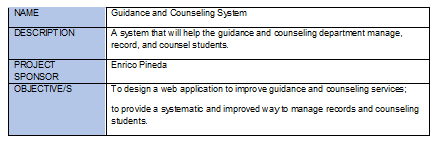 NAME Guidance and Counseling System
DESCRIPTION A system that will help the guidance and counseling department manage,
record, and counsel students.
PROJECT Enrico Pineda
SPONSOR
OBJECTIVE/S To design a web application to improve guidance and counseling services;
to provide a systematic and improved way to manage records and counseling
students.